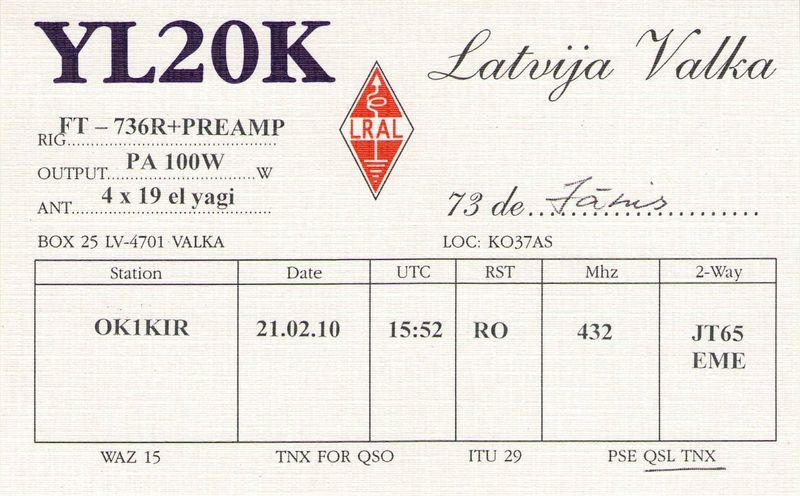 YL2OK
Latvija Valka
LRAL
RIG FT – 736R+PREAMP
OUTPUT PA 100W W
ANT. 4 x 19 el yagi
73 de Jānis
BOX 25 LV-4701 VALKA
LOC: KO37AS
Station Date UTC RST Mhz 2-Way
OK1KIR 21.02.10 15:52 RO 432 JT65
EME
WAZ 15 TNX FOR QSO ITU 29 PSE QSL TNX